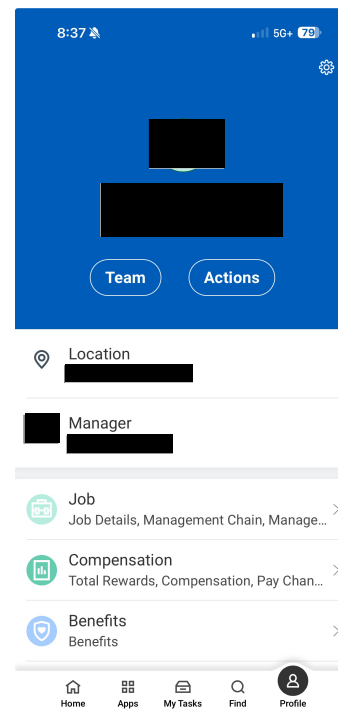 8:37
5G+ 79
Team
Actions
Location
Manager
Job
Job Details, Management Chain, Manage...
Compensation
Total Rewards, Compensation, Pay Chan...
Benefits
Benefits
Home
Apps
My Tasks
Find
Profile